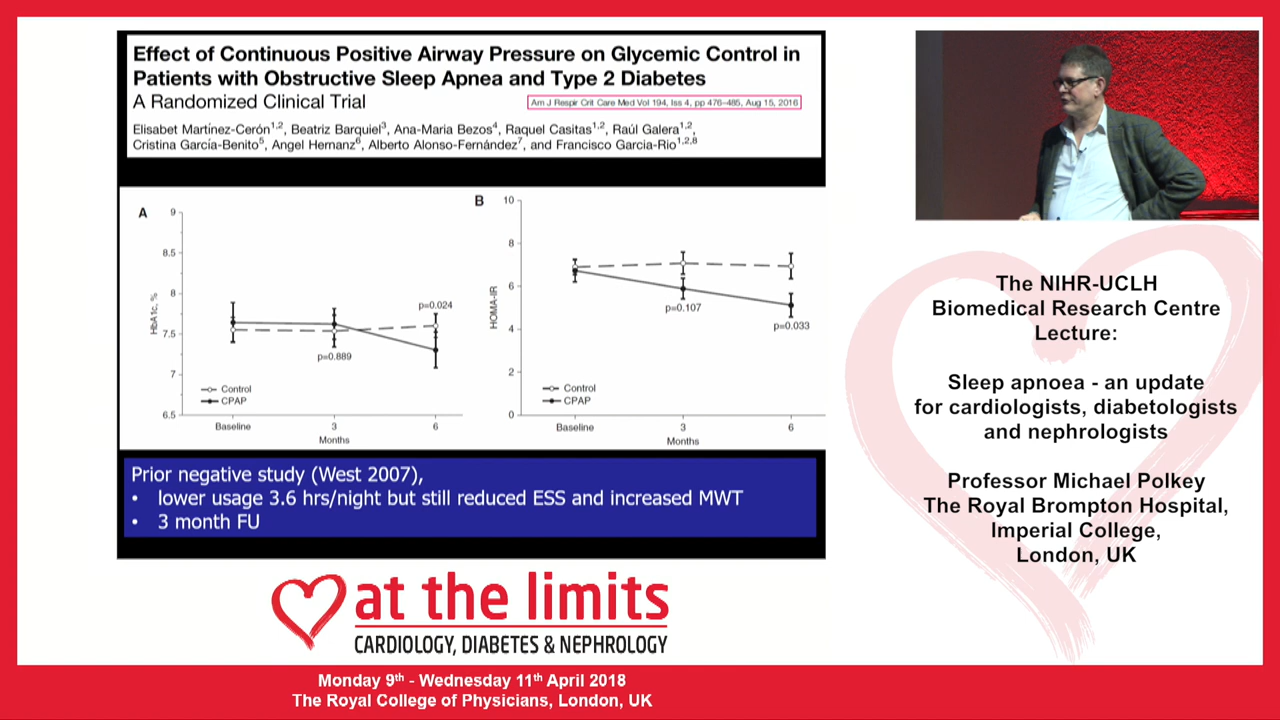 Effect of Continuous Positive Airway Pressure on Glycemic Control in
Patients with Obstructive Sleep Apnea and Type 2 Diabetes
A Randomized Clinical Trial
Am J Respir Crit Care Med Vol 194, Iss 4, pp 476–485, Aug 15, 2016
Elisabet Martínez-Cerón1,2, Beatriz Barquiel3, Ana-Maria Bezos4, Raquel Casitas1,2, Raúl Galera1,2,
Cristina García-Benito5, Angel Hernanz6, Alberto Alonso-Fernández7, and Francisco Garcia-Rio1,2,8
A
9
8.5
8
7.5
7
6.5
HbA1c, %
p=0.024
p=0.889
Control
CPAP
Baseline
3
6
Months
B
10
8
6
4
2
0
HOMA-IR
p=0.107
p=0.033
Control
CPAP
Baseline
3
6
Months
Prior negative study (West 2007),
• lower usage 3.6 hrs/night but still reduced ESS and increased MWT
• 3 month FU
at the limits
CARDIOLOGY, DIABETES & NEPHROLOGY
Monday 9th - Wednesday 11th April 2018
The Royal College of Physicians, London, UK
The NIHR-UCLH
Biomedical Research Centre
Lecture:
Sleep apnoea - an update
for cardiologists, diabetologists
and nephrologists
Professor Michael Polkey
The Royal Brompton Hospital,
Imperial College,
London, UK